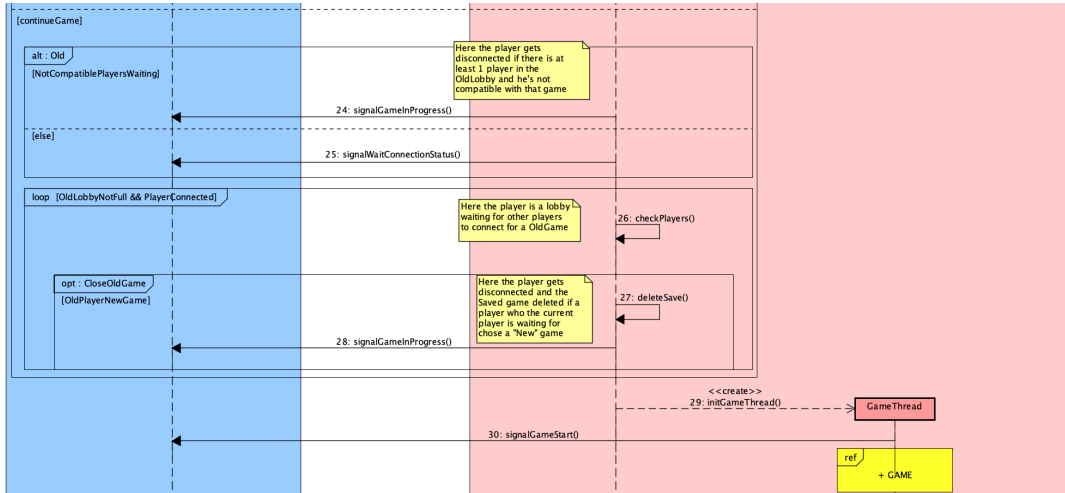 [continueGame]
alt : Old
[NotCompatiblePlayersWaiting]
Here the player gets
disconnected if there is at
least 1 player in the
OldLobby and he's not
compatible with that game
24: signalGameInProgress()
[else]
25: signalWaitConnectionStatus()
loop [OldLobbyNotFull && PlayerConnected]
Here the player is a lobby
waiting for other players
to connect for a OldGame
26: checkPlayers()
opt : CloseOldGame
[OldPlayerNewGame]
Here the player gets
disconnected and the
Saved game deleted if a
player who the current
player is waiting for
chose a "New" game
27: deleteSave()
28: signalGameInProgress()
<<create>>
29: initGameThread()
GameThread
30: signalGameStart()
ref
+ GAME